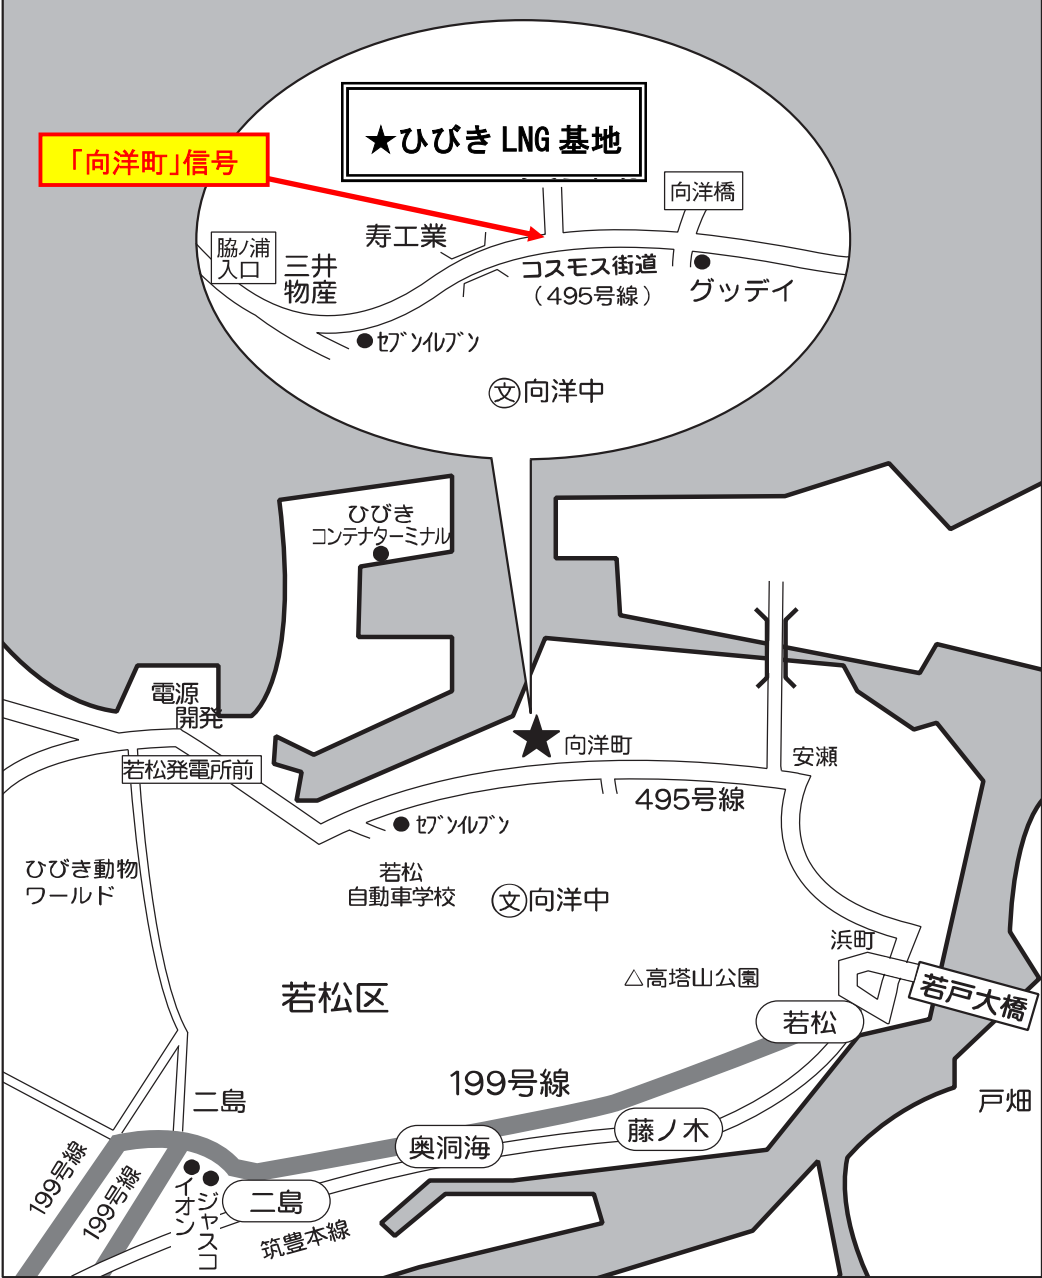 ★ひびき LNG 基地
「向洋町」信号
向洋橋
寿工業
脇ノ浦
入口
三井
物産
コスモス街道
(495号線)
グッデイ
セブンイレブン
文向洋中
ひびき
コンテナターミナル
電源
開発
向洋町
安瀬
若松発電所前
495号線
セブンイレブン
ひびき動物
ワールド
若松
自動車学校
文向洋中
浜町
△高塔山公園
若戸大橋
若松区
若松
199号線
二島
戸畑
藤ノ木
奥洞海
199号線
199号線
イオン
ジャスコ
二島
筑豊本線